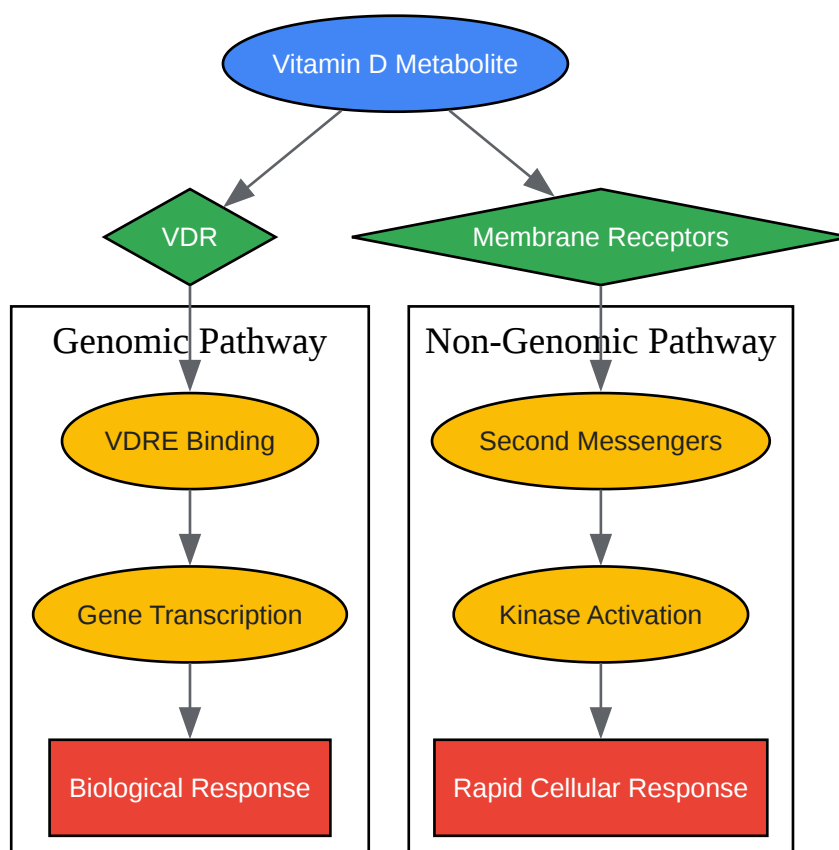 Vitamin D Metabolite
VDR
Membrane Receptors
Genomic Pathway
Non-Genomic Pathway
VDRE Binding
Second Messengers
Gene Transcription
Kinase Activation
Biological Response
Rapid Cellular Response